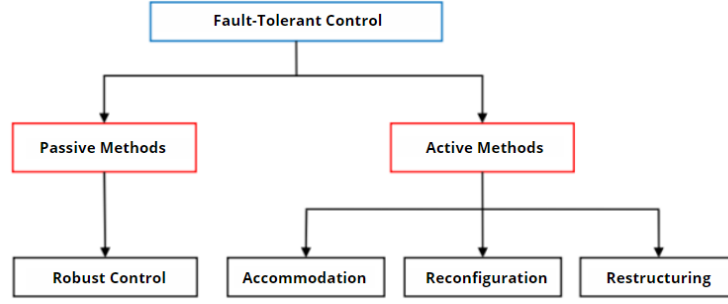 Fault-Tolerant Control
Passive Methods
Active Methods
Robust Control
Accommodation
Reconfiguration
Restructuring